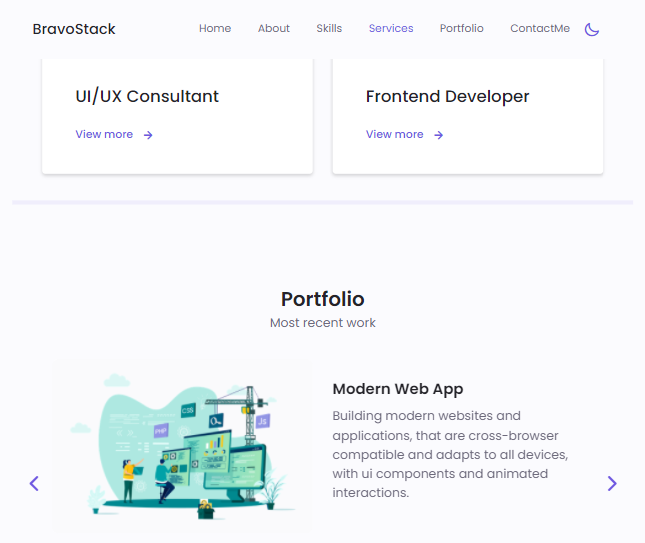 BravoStack
Home About Skills Services Portfolio ContactMe
UI/UX Consultant
View more
Frontend Developer
View more
Portfolio
Most recent work
CSS
PHP
JS
Modern Web App
Building modern websites and
applications, that are cross-browser
compatible and adapts to all devices,
with ui components and animated
interactions.